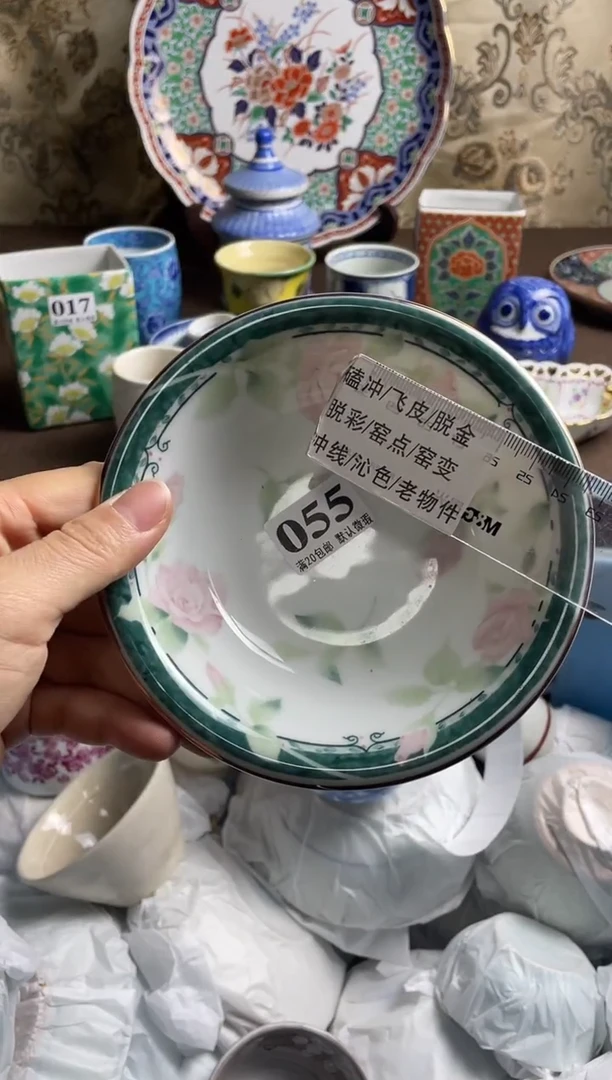 017
磕冲/飞皮/脱金
脱彩/窑点/窑变
冲线/沁色/老物件
055
满20包邮 默认微瑕
M&G